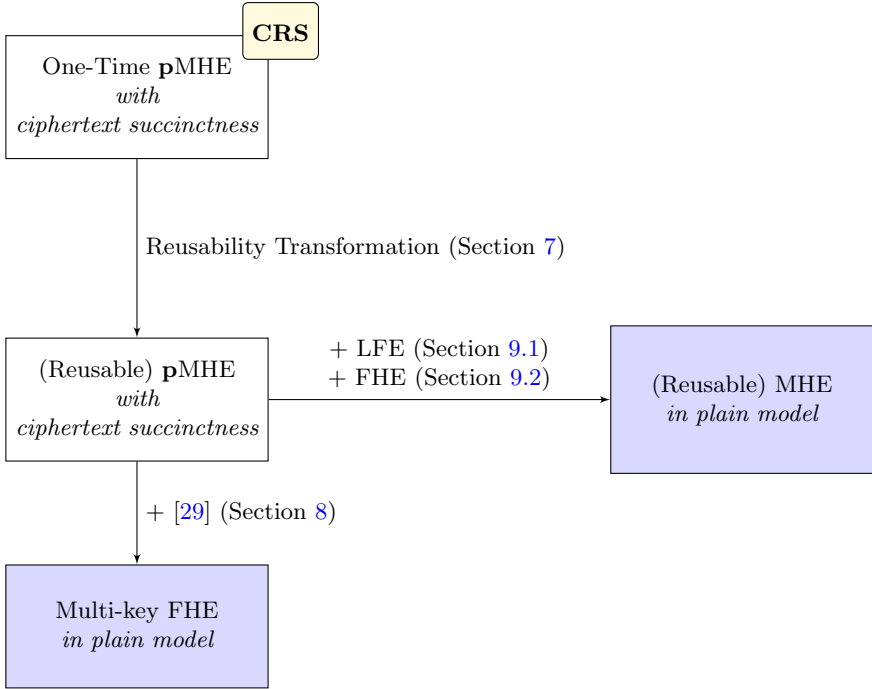 CRS
One-Time pMHE
with
ciphertext succinctness
Reusability Transformation (Section 7)
(Reusable) pMHE
with
ciphertext succinctness
+ LFE (Section 9.1)
+ FHE (Section 9.2)
(Reusable) MHE
in plain model
+ [29] (Section 8)
Multi-key FHE
in plain model